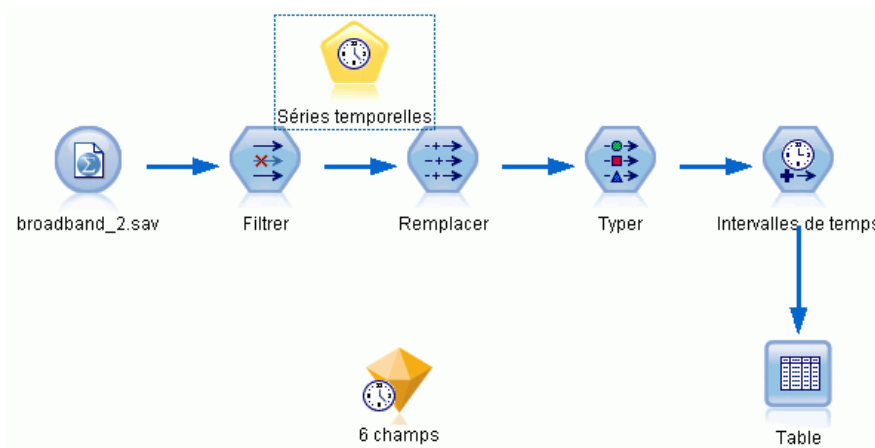 Séries temporelles
broadband_2.sav
Filtrer
Remplacer
Typer
Intervalles de temps
6 champs
Table